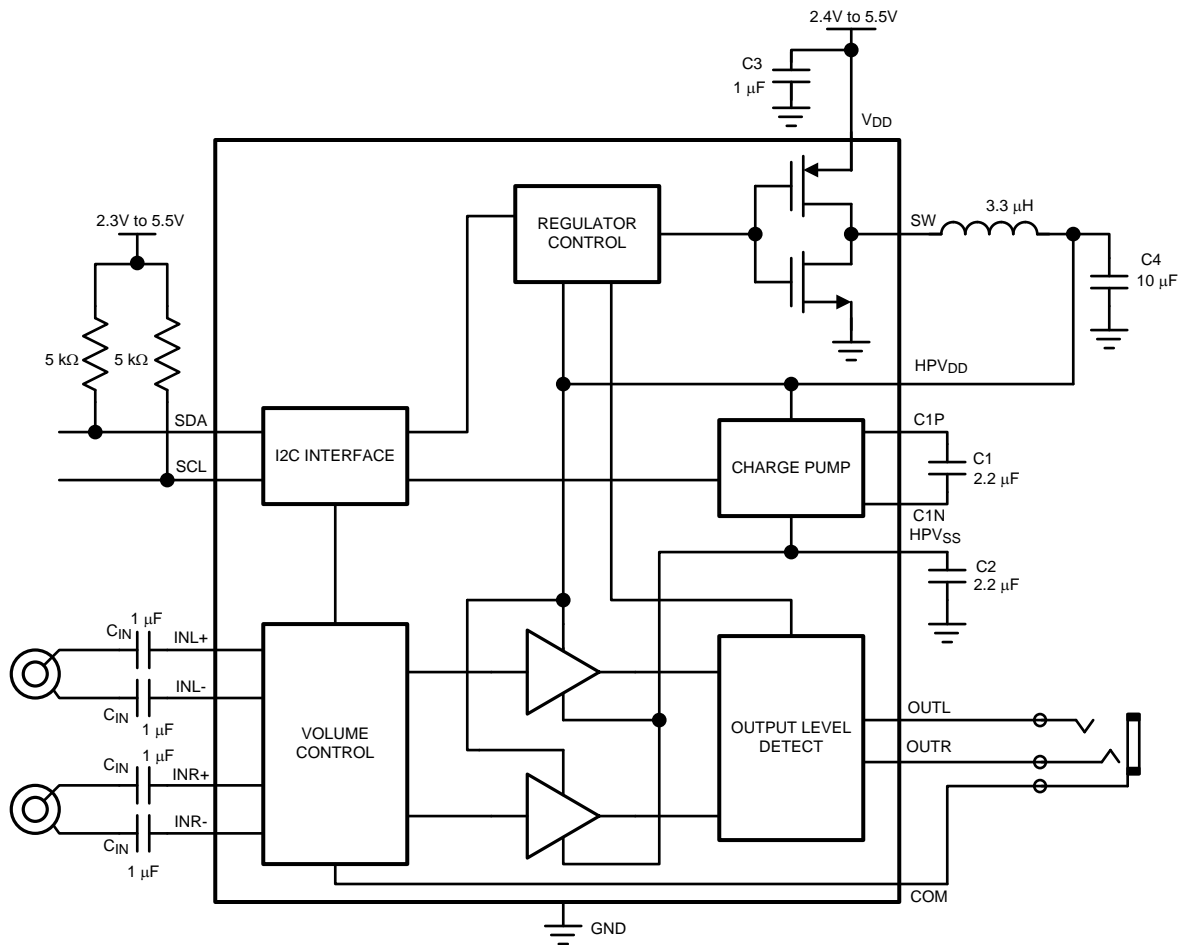 2.4V to 5.5V
C3
1 μF
VDD
2.3V to 5.5V
REGULATOR
CONTROL
SW
3.3 μH
C4
10 μF
5 kΩ
5 kΩ
HPVDD
SDA
SCL
I2C INTERFACE
CHARGE PUMP
C1P
C1
2.2 μF
C1N
HPVSS
C2
2.2 μF
1 μF
CIN
INL+
INL-
CIN
1 μF
VOLUME
CONTROL
OUTPUT LEVEL
DETECT
OUTL
OUTR
1 μF
CIN
INR+
INR-
CIN
1 μF
COM
GND